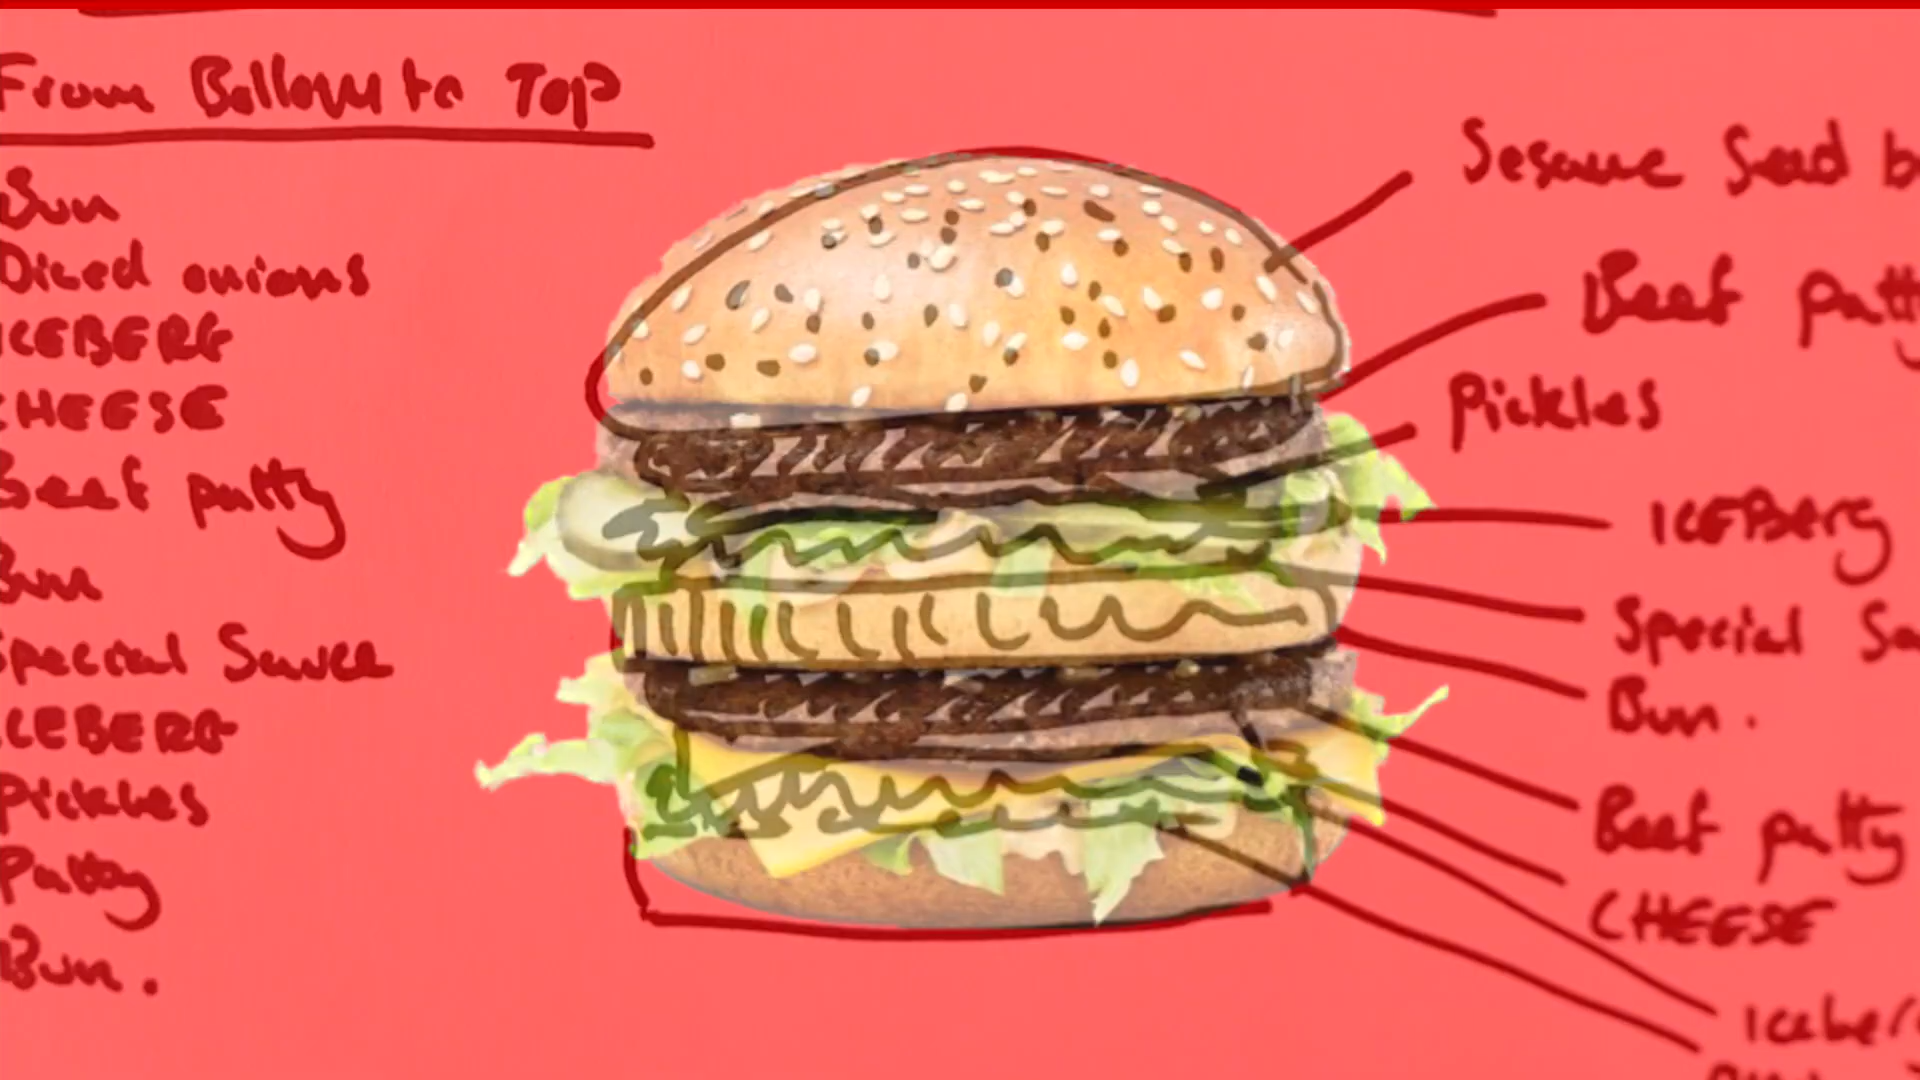 From Bottom to Top
Bun
Diced onions
ICEBERG
CHEESE
Beef patty
Bun
Special Sauce
ICEBERG
Pickles
Patty
Bun.
Sesame Seed b
Beef patty
Pickles
ICEBerg
Special Sa
Bun.
Beef patty
CHEESE
Iceberg